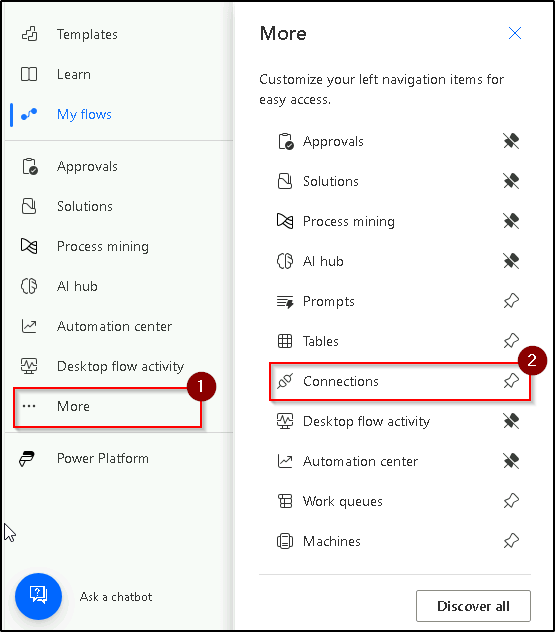 Templates
Learn
My flows
Approvals
Solutions
Process mining
AI hub
Automation center
Desktop flow activity
1
More
Power Platform
Ask a chatbot
More
Customize your left navigation items for
easy access.
Approvals
Solutions
Process mining
AI hub
Prompts
Tables
2
Connections
Desktop flow activity
Automation center
Work queues
Machines
Discover all